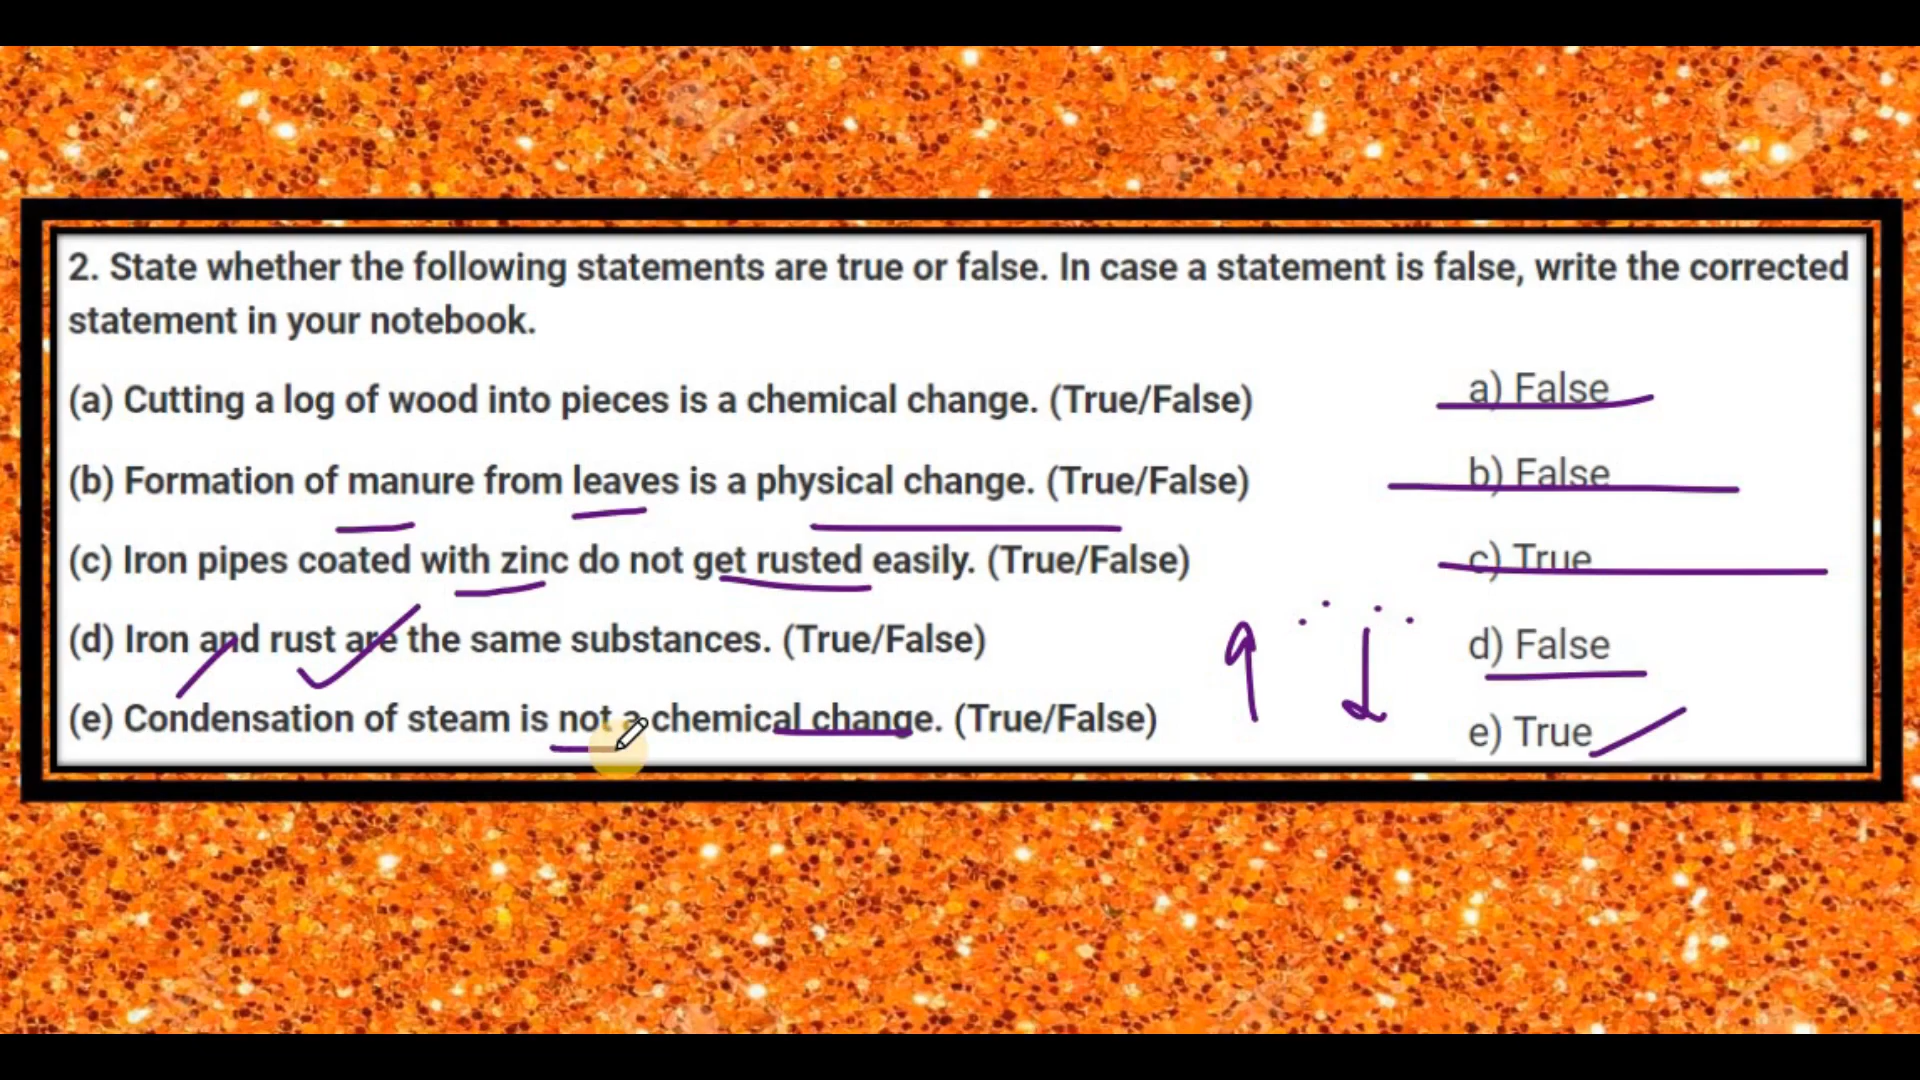 2. State whether the following statements are true or false. In case a statement is false, write the corrected
statement in your notebook.
(a) Cutting a log of wood into pieces is a chemical change. (True/False)
a) False
(b) Formation of manure from leaves is a physical change. (True/False)
b) False
(c) Iron pipes coated with zinc do not get rusted easily. (True/False)
c) True
(d) Iron and rust are the same substances. (True/False)
d) False
(e) Condensation of steam is not a chemical change. (True/False)
e) True